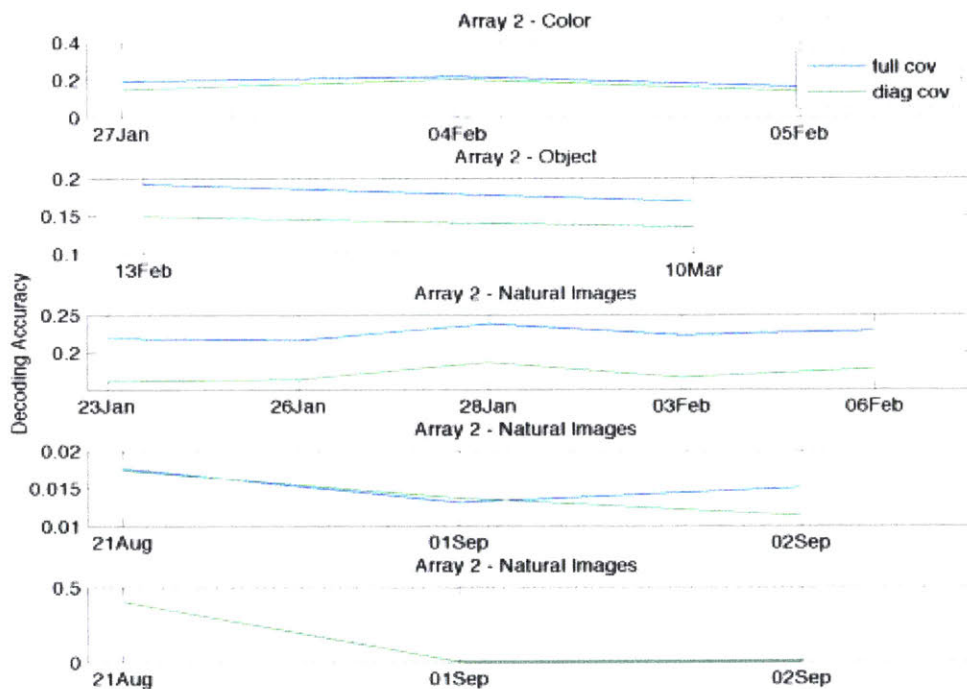 Array 2 - Color
0.4
0.2
0
full cov
diag cov
27Jan 04Feb 05Feb
Array 2 - Object
0.2
0.15
0.1
13Feb 10Mar
Decoding Accuracy
Array 2 - Natural Images
0.25
0.2
23Jan 26Jan 28Jan 03Feb 06Feb
Array 2 - Natural Images
0.02
0.015
0.01
21Aug 01Sep 02Sep
Array 2 - Natural Images
0.5
0
21Aug 01Sep 02Sep